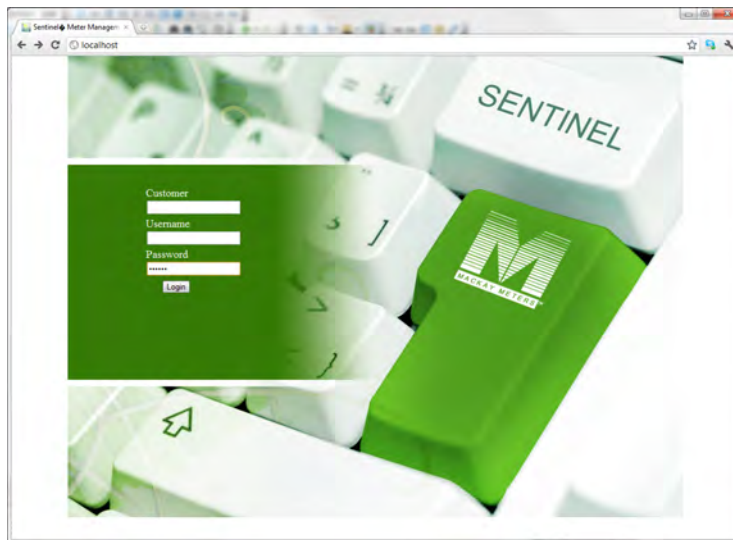 Sentinel� Meter Managem
localhost
SENTINEL
Customer
Username
Password
••••••
Login
M
MACKAY METERS